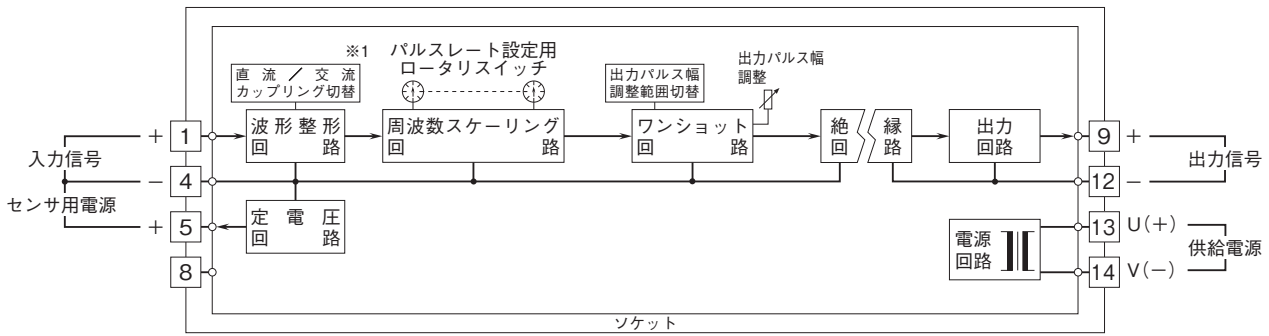 ※1
パルスレート設定用
ロータリスイッチ
直流／交流
カップリング切替
出力パルス幅
調整範囲切替
出力パルス幅
調整
入力信号
センサ用電源
+ 1
− 4
+ 5
8
波形整形
回路
周波数スケーリング
回路
ワンショット
回路
絶縁
回路
出力
回路
定電圧
回路
電源
回路
9 +
12 −
13 U(+)
14 V(−)
出力信号
供給電源
ソケット